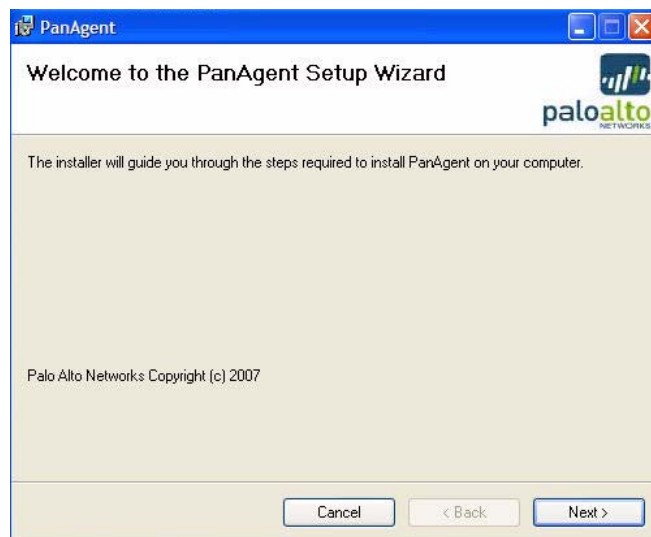 PanAgent
Welcome to the PanAgent Setup Wizard
paloalto
NETWORKS
The installer will guide you through the steps required to install PanAgent on your computer.
Palo Alto Networks Copyright (c) 2007
Cancel
< Back
Next >